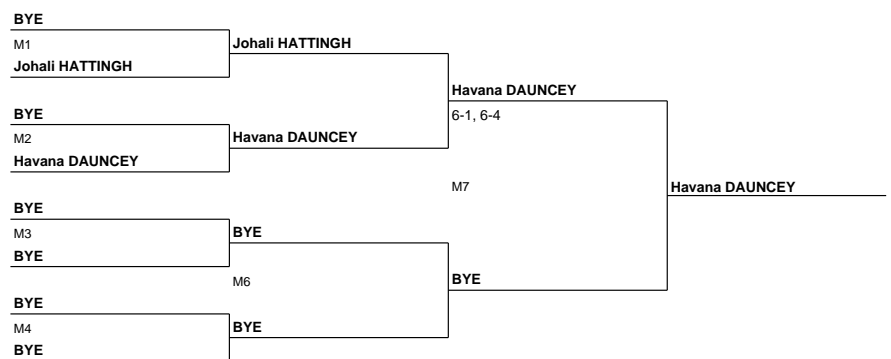 BYE
M1
Johali HATTINGH
Johali HATTINGH
BYE
M2
Havana DAUNCEY
Havana DAUNCEY
Havana DAUNCEY
6-1, 6-4
M7
Havana DAUNCEY
BYE
M3
BYE
BYE
M6
BYE
BYE
M4
BYE
BYE